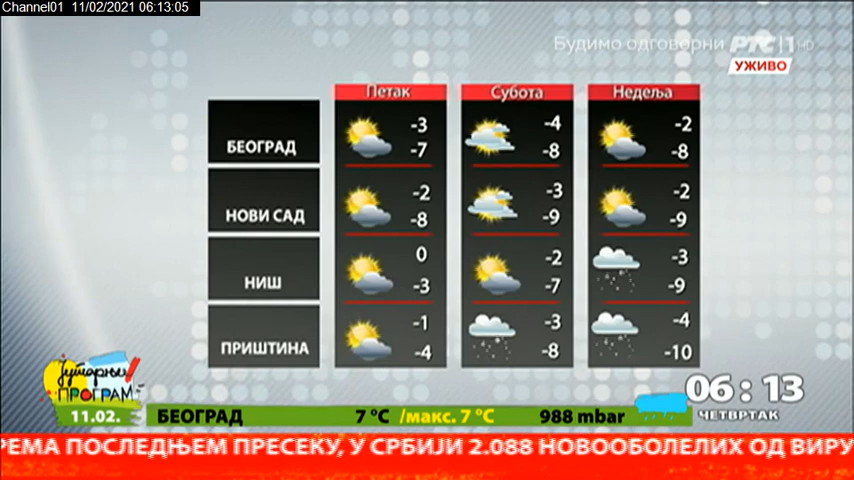 Channel01 11/02/2021 06:13:05
Будимо одговорни РТС|1 HD
УЖИВО
Петак Субота Недеља
БЕОГРАД -3 -7 -4 -8 -2 -8
НОВИ САД -2 -8 -3 -9 -2 -9
НИШ 0 -3 -2 -7 -3 -9
ПРИШТИНА -1 -4 -3 -8 -4 -10
Јутарњи
ПРОГРАМ
11.02. БЕОГРАД 7 °C /макс. 7 °C 988 mbar
06:13
ЧЕТВРТАК
РЕМА ПОСЛЕДЊЕМ ПРЕСЕКУ, У СРБИЈИ 2.088 НОВООБОЛЕЛИХ ОД ВИРУ